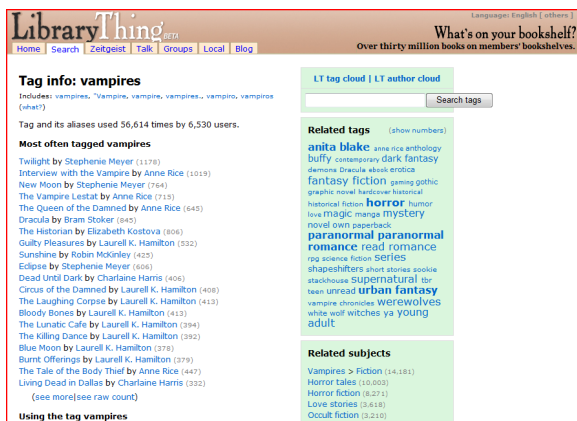 LibraryThing BETA
Language: English [ others ]
What's on your bookshelf?
Over thirty million books on members' bookshelves.
Home Search Zeitgeist Talk Groups Local Blog
Tag info: vampires
Includes: vampires, "Vampire, vampire, vampires., vampiro, vampiros
(what?)
Tag and its aliases used 56,614 times by 6,530 users.
Most often tagged vampires
Twilight by Stephenie Meyer (1178)
Interview with the Vampire by Anne Rice (1019)
New Moon by Stephenie Meyer (764)
The Vampire Lestat by Anne Rice (715)
The Queen of the Damned by Anne Rice (645)
Dracula by Bram Stoker (845)
The Historian by Elizabeth Kostova (806)
Guilty Pleasures by Laurell K. Hamilton (532)
Sunshine by Robin McKinley (425)
Eclipse by Stephenie Meyer (606)
Dead Until Dark by Charlaine Harris (406)
Circus of the Damned by Laurell K. Hamilton (408)
The Laughing Corpse by Laurell K. Hamilton (413)
Bloody Bones by Laurell K. Hamilton (413)
The Lunatic Cafe by Laurell K. Hamilton (394)
The Killing Dance by Laurell K. Hamilton (392)
Blue Moon by Laurell K. Hamilton (378)
Burnt Offerings by Laurell K. Hamilton (379)
The Tale of the Body Thief by Anne Rice (447)
Living Dead in Dallas by Charlaine Harris (332)
(see more|see raw count)
Using the tag vampires
LT tag cloud | LT author cloud
Search tags
Related tags (show numbers)
anita blake anne rice anthology
buffy contemporary dark fantasy
demons Dracula ebook erotica
fantasy fiction gaming gothic
graphic novel hardcover historical
historical fiction horror humor
love magic manga mystery
novel own paperback
paranormal paranormal
romance read romance
rpg science fiction series
shapeshifters short stories sookie
stackhouse supernatural tbr
teen unread urban fantasy
vampire chronicles werewolves
white wolf witches ya young
adult
Related subjects
Vampires > Fiction (14,181)
Horror tales (10,003)
Horror fiction (8,271)
Love stories (3,618)
Occult fiction (3,210)